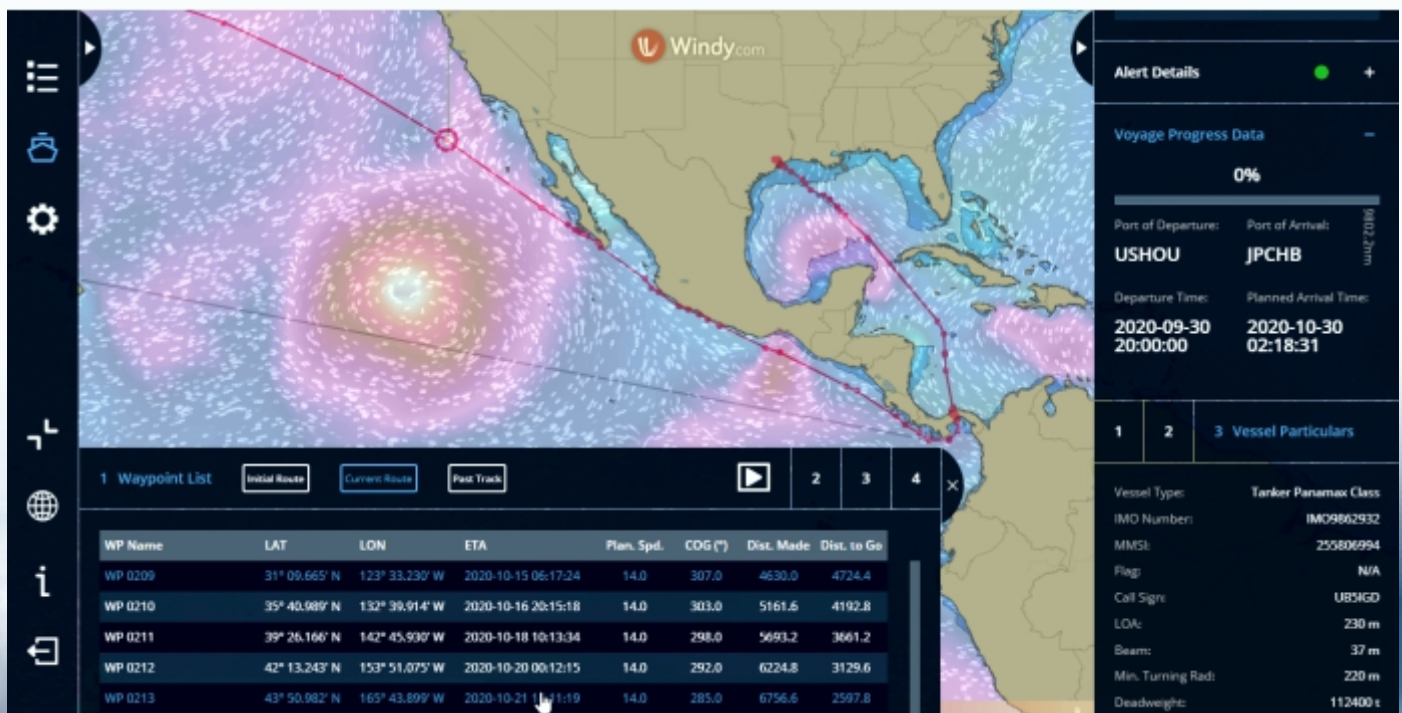 Windy.com
Alert Details +
Voyage Progress Data −
0%
9802.2nm
Port of Departure: Port of Arrival:
USHOU JPCHB
Departure Time: Planned Arrival Time:
2020-09-30 2020-10-30
20:00:00 02:18:31
1 2 3 Vessel Particulars
Vessel Type: Tanker Panamax Class
IMO Number: IMO9862932
MMSI: 255806994
Flag: N/A
Call Sign: UB5IGD
LOA: 230 m
Beam: 37 m
Min. Turning Rad: 220 m
Deadweight: 112400 t
1 Waypoint List Initial Route Current Route Past Track 2 3 4
WP Name LAT LON ETA Plan. Spd. COG (°) Dist. Made Dist. to Go
WP 0209 31° 09.665' N 123° 33.230' W 2020-10-15 06:17:24 14.0 307.0 4630.0 4724.4
WP 0210 35° 40.989' N 132° 39.914' W 2020-10-16 20:15:18 14.0 303.0 5161.6 4192.8
WP 0211 39° 26.166' N 142° 45.930' W 2020-10-18 10:13:34 14.0 298.0 5693.2 3661.2
WP 0212 42° 13.243' N 153° 51.075' W 2020-10-20 00:12:15 14.0 292.0 6224.8 3129.6
WP 0213 43° 50.982' N 165° 43.899' W 2020-10-21 14.0 285.0 6756.6 2597.8